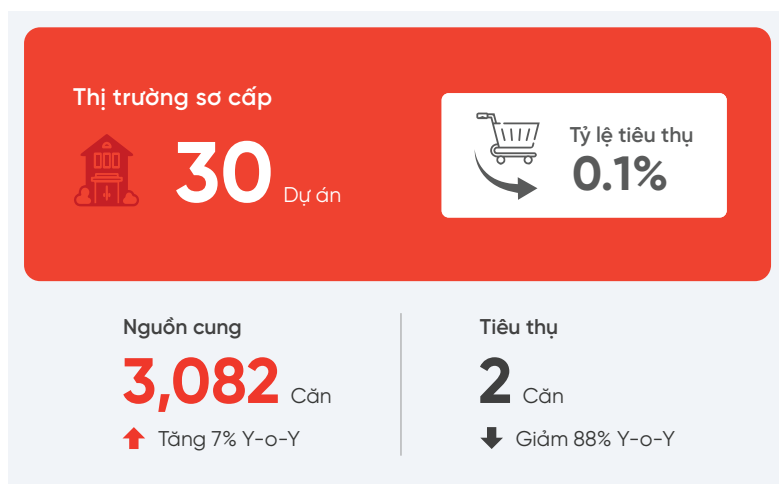 Thị trường sơ cấp
30 Dự án
Tỷ lệ tiêu thụ
0.1%
Nguồn cung
3,082 Căn
Tăng 7% Y-o-Y
Tiêu thụ
2 Căn
Giảm 88% Y-o-Y